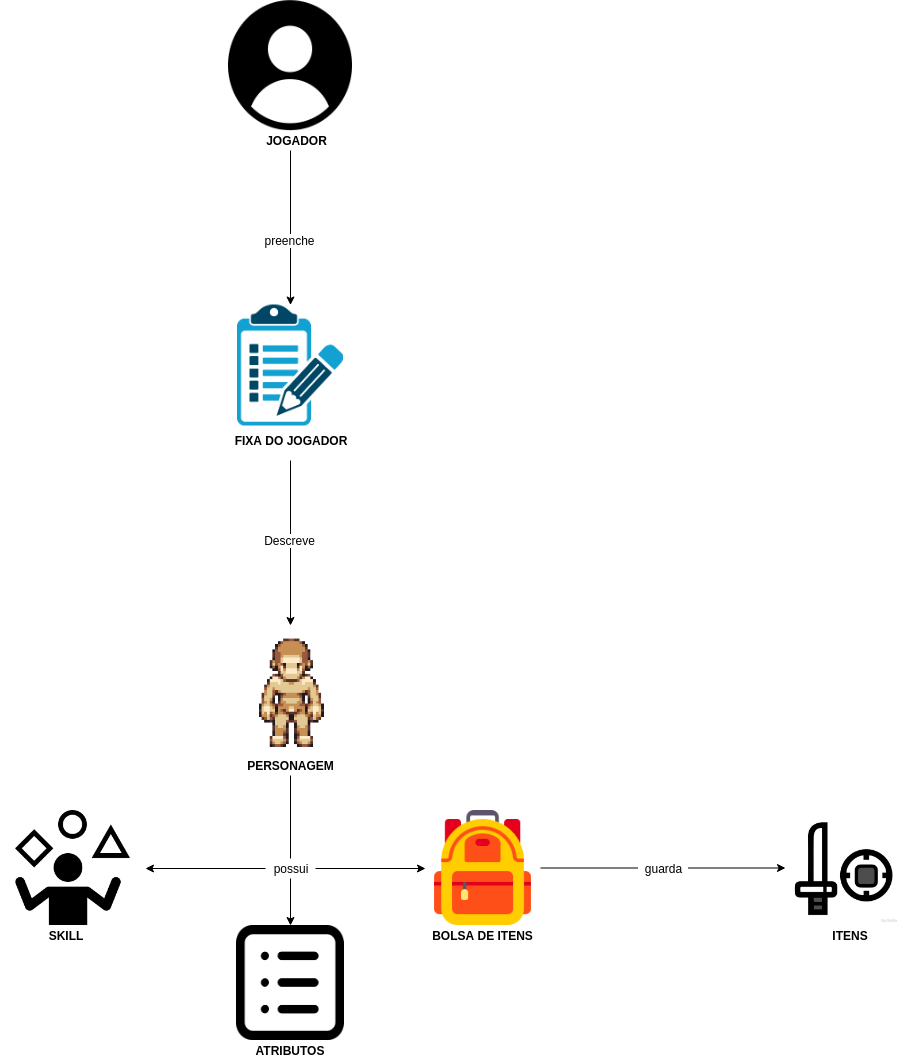 JOGADOR
preenche
FIXA DO JOGADOR
Descreve
PERSONAGEM
possui
guarda
SKILL
BOLSA DE ITENS
ITENS
ATRIBUTOS